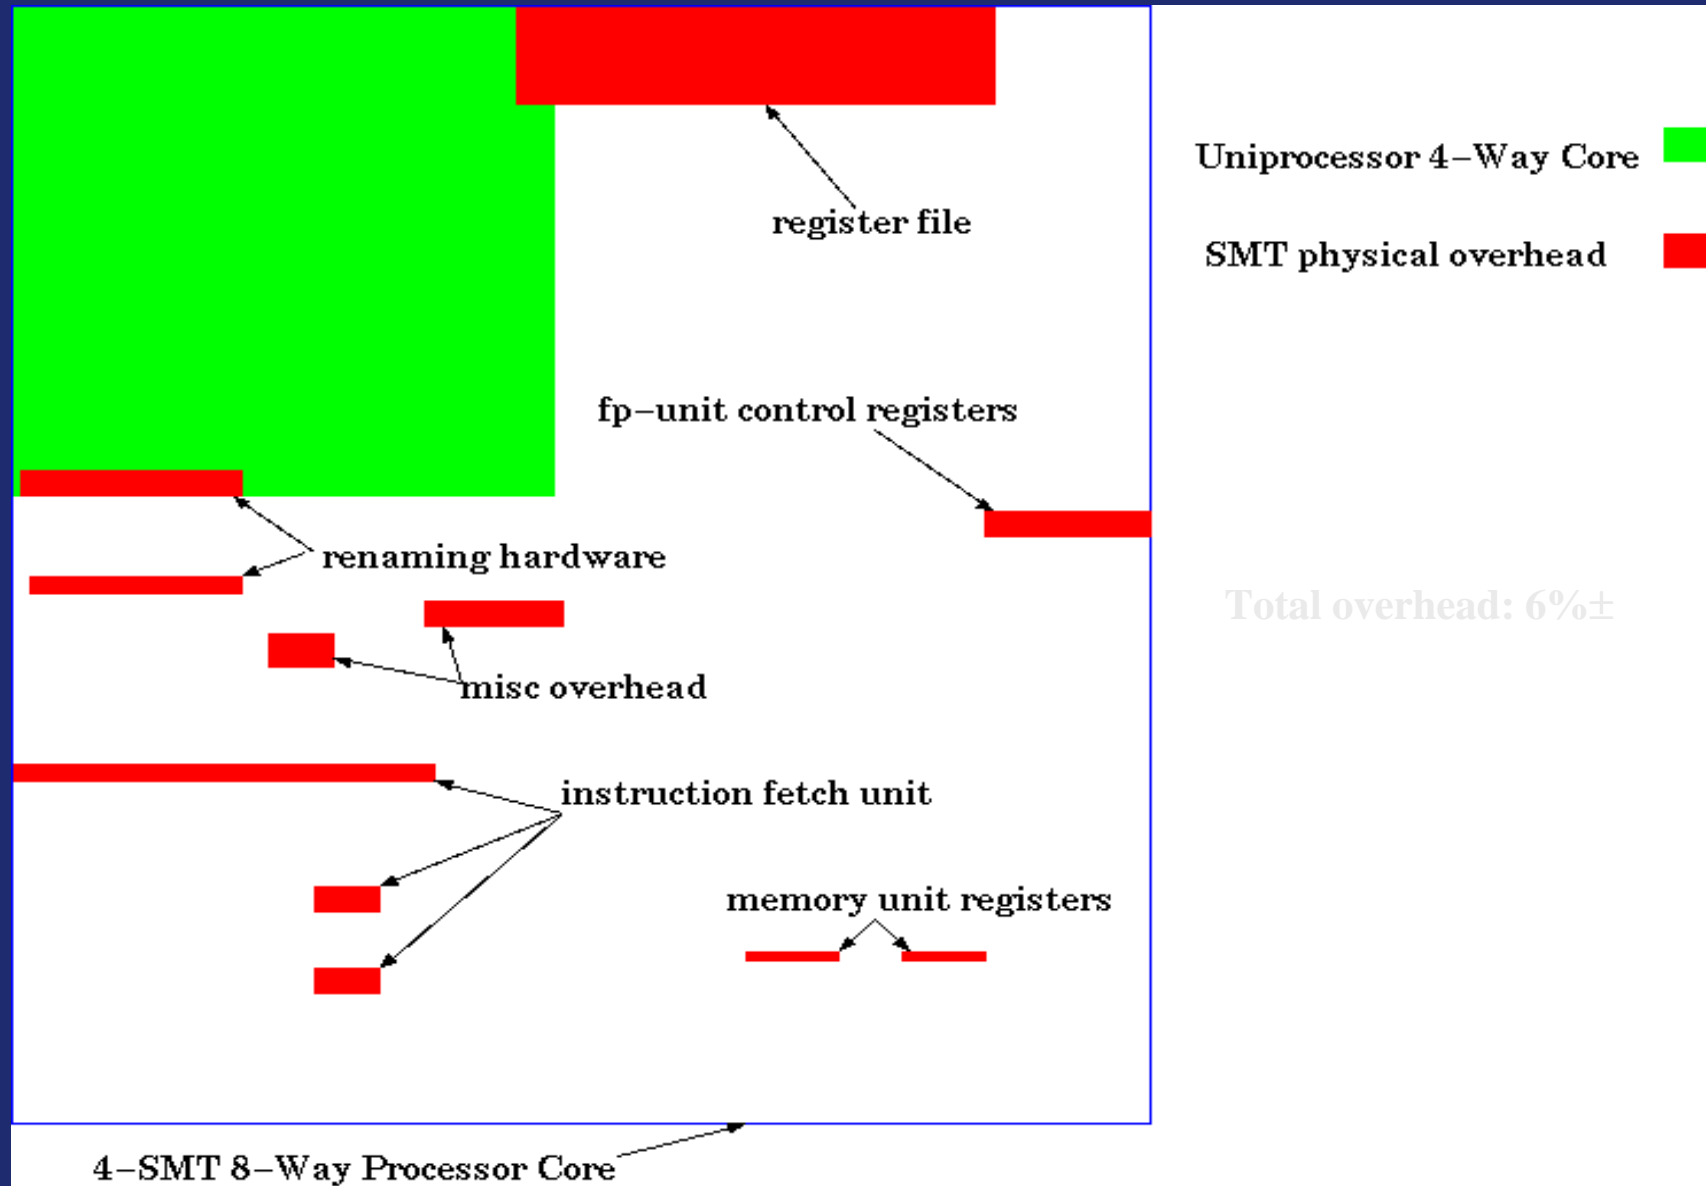 Uniprocessor 4–Way Core
register file
SMT physical overhead
fp–unit control registers
renaming hardware
Total overhead: 6%±
misc overhead
instruction fetch unit
memory unit registers
4–SMT 8–Way Processor Core